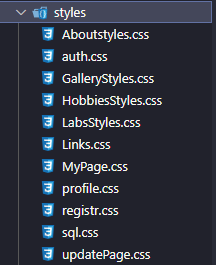 styles
Aboutstyles.css
auth.css
GalleryStyles.css
HobbiesStyles.css
LabsStyles.css
Links.css
MyPage.css
profile.css
registr.css
sql.css
updatePage.css